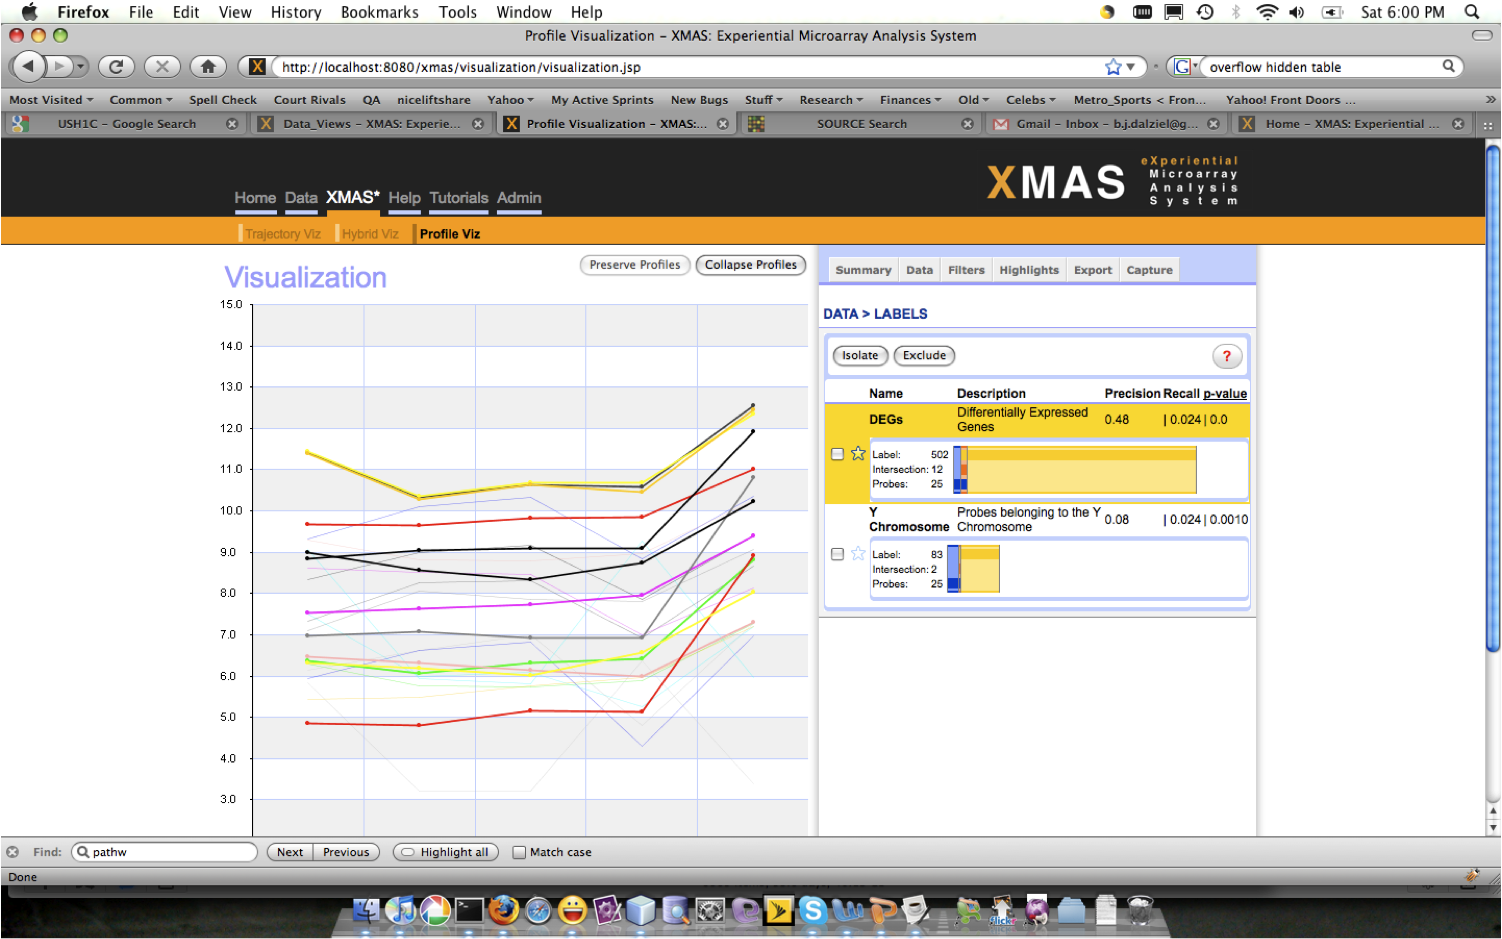 Firefox File Edit View History Bookmarks Tools Window Help Sat 6:00 PM
Profile Visualization – XMAS: Experiential Microarray Analysis System
http://localhost:8080/xmas/visualization/visualization.jsp
overflow hidden table
Most Visited Common Spell Check Court Rivals QA niceliftshare Yahoo My Active Sprints New Bugs Stuff Research Finances Old Celebs Metro_Sports < Fron... Yahoo! Front Doors ... »
USH1C – Google Search Data_Views – XMAS: Experie... Profile Visualization – XMAS:... SOURCE Search Gmail – Inbox – b.j.dalziel@g... Home – XMAS: Experiential ...
XMAS
eXperiential
Microarray
Analysis
System
Home Data XMAS* Help Tutorials Admin
Trajectory Viz Hybrid Viz Profile Viz
Visualization
Preserve Profiles Collapse Profiles
15.0
14.0
13.0
12.0
11.0
10.0
9.0
8.0
7.0
6.0
5.0
4.0
3.0
Summary Data Filters Highlights Export Capture
DATA > LABELS
Isolate Exclude ?
Name Description Precision Recall p-value
DEGs Differentially Expressed Genes 0.48 | 0.024 | 0.0
Label: 502
Intersection: 12
Probes: 25
Y Chromosome Probes belonging to the Y Chromosome 0.08 | 0.024 | 0.0010
Label: 83
Intersection: 2
Probes: 25
Find: pathw Next Previous Highlight all Match case
Done
flickr